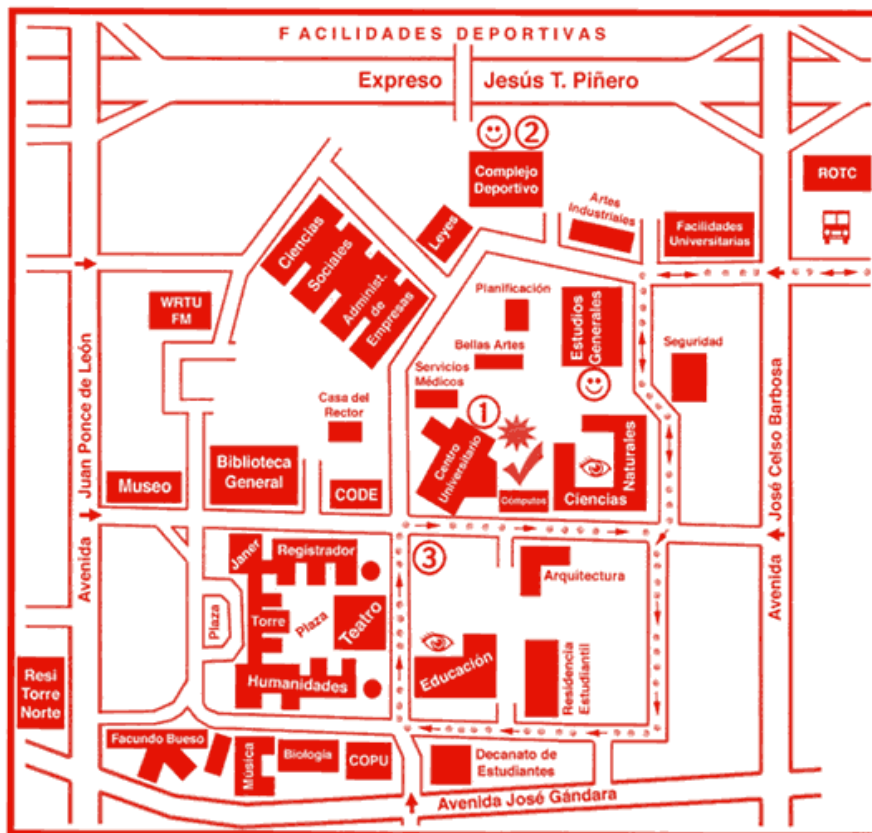 FACILIDADES DEPORTIVAS
Expreso Jesús T. Piñero
2
Complejo
Deportivo
ROTC
Artes
Industriales
Facilidades
Universitarias
Leyes
Ciencias
Sociales
Administ.
de
Empresas
WRTU
FM
Planificación
Estudios
Generales
Bellas Artes
Seguridad
Servicios
Médicos
Casa del
Rector
1
Centro
Universitario
Biblioteca
General
Museo
CODE
Cómputos
Ciencias
Naturales
Avenida Juan Ponce de León
Avenida José Celso Barbosa
Janer
Registrador
3
Arquitectura
Plaza
Torre
Plaza
Teatro
Educación
Residencia
Estudiantil
Humanidades
Resi
Torre
Norte
Facundo Bueso
Música
Biología
COPU
Decanato de
Estudiantes
Avenida José Gándara